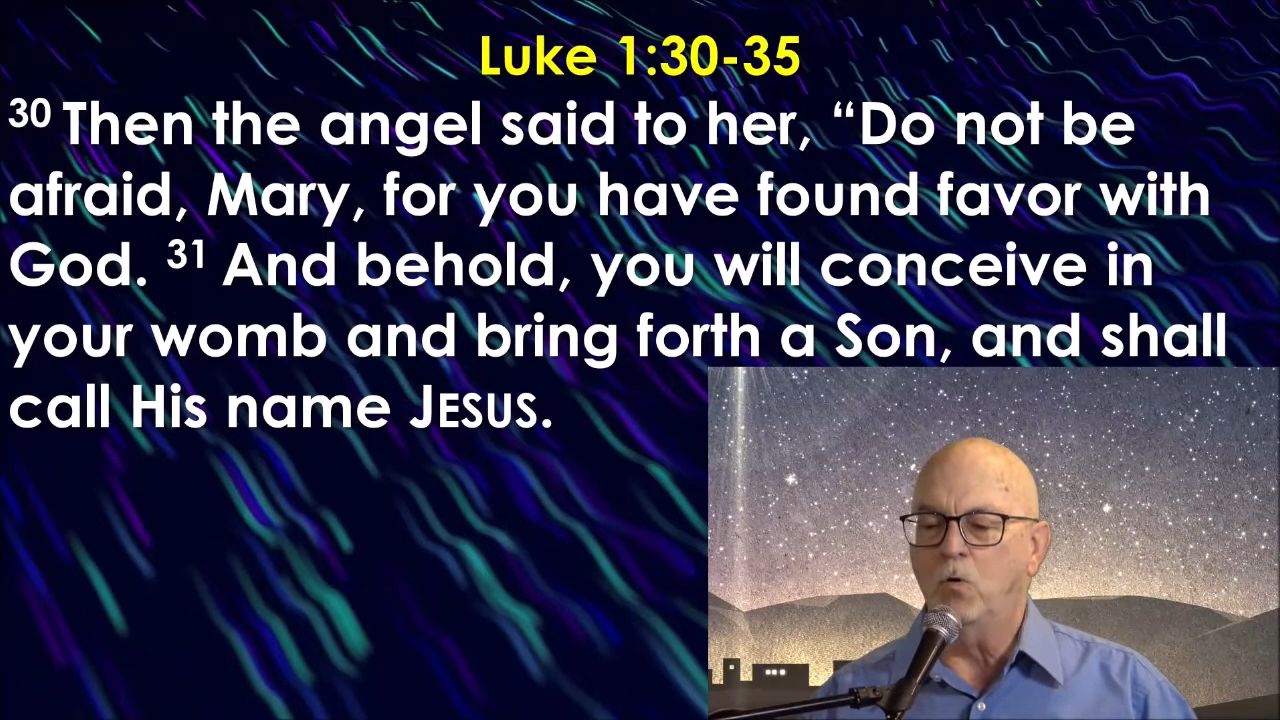 Luke 1:30-35
30 Then the angel said to her, “Do not be
afraid, Mary, for you have found favor with
God. 31 And behold, you will conceive in
your womb and bring forth a Son, and shall
call His name JESUS.